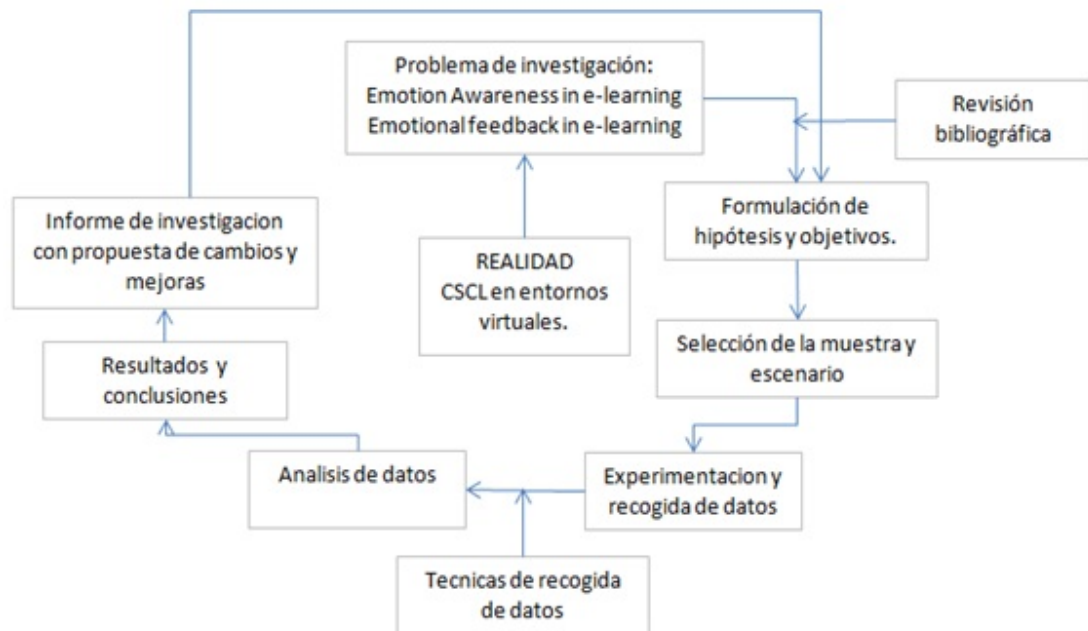 Problema de investigación:
Emotion Awareness in e-learning
Emotional feedback in e-learning
Revisión
bibliográfica
Formulación de
hipótesis y objetivos.
Informe de investigacion
con propuesta de cambios y
mejoras
REALIDAD
CSCL en entornos
virtuales.
Selección de la muestra y
escenario
Resultados y
conclusiones
Analisis de datos
Experimentacion y
recogida de datos
Tecnicas de recogida
de datos